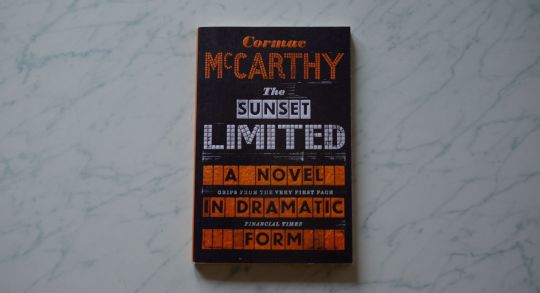 Cormac
McCARTHY
The
SUNSET
LIMITED
A NOVEL
GRIPS FROM THE VERY FIRST PAGE
IN DRAMATIC
FINANCIAL TIMES
FORM